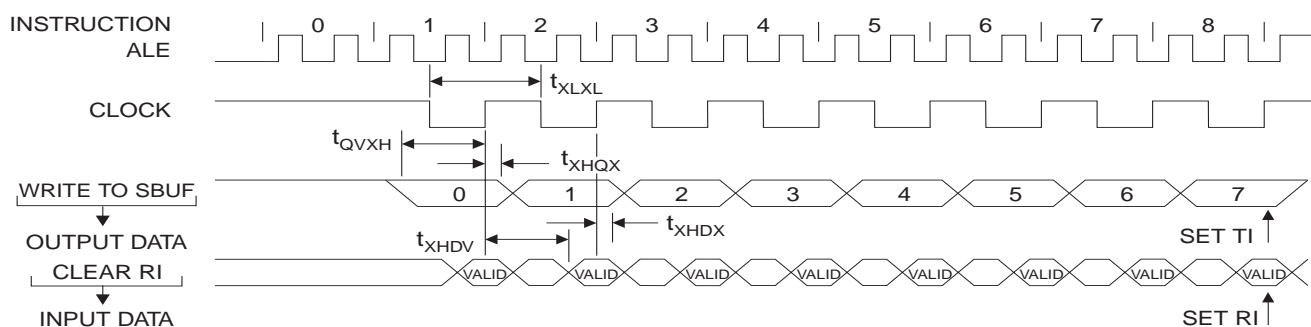 INSTRUCTION 0 1 2 3 4 5 6 7 8
ALE
tXLXL
CLOCK
tQVXH
tXHQX
WRITE TO SBUF 0 1 2 3 4 5 6 7
tXHDX
OUTPUT DATA tXHDV SET TI
CLEAR RI VALID VALID VALID VALID VALID VALID VALID VALID
INPUT DATA SET RI